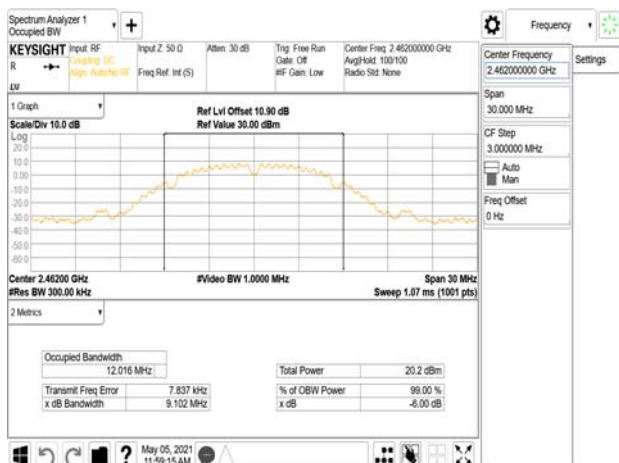 Spectrum Analyzer 1
Occupied BW
Frequency
KEYSIGHT
Input: RF
Coupling: DC
Align: Auto/No RF
Input Z: 50 Ω
Freq Ref: Int (S)
Atten: 30 dB
Trig: Free Run
Gate: Off
#IF Gain: Low
Center Freq: 2.462000000 GHz
Avg|Hold: 100/100
Radio Std: None
R
Center Frequency
2.462000000 GHz
Settings
Span
30.000 MHz
CF Step
3.000000 MHz
Auto
Man
Freq Offset
0 Hz
1 Graph
Scale/Div 10.0 dB
Ref Lvl Offset 10.90 dB
Ref Value 30.00 dBm
Log
20.0
10.0
0.00
-10.0
-20.0
-30.0
-40.0
-50.0
-60.0
Center 2.46200 GHz
#Res BW 300.00 kHz
#Video BW 1.0000 MHz
Span 30 MHz
Sweep 1.07 ms (1001 pts)
2 Metrics
Occupied Bandwidth
12.016 MHz
Transmit Freq Error 7.837 kHz
x dB Bandwidth 9.102 MHz
Total Power 20.2 dBm
% of OBW Power 99.00 %
x dB -6.00 dB
?
May 05, 2021
11:59:15 AM